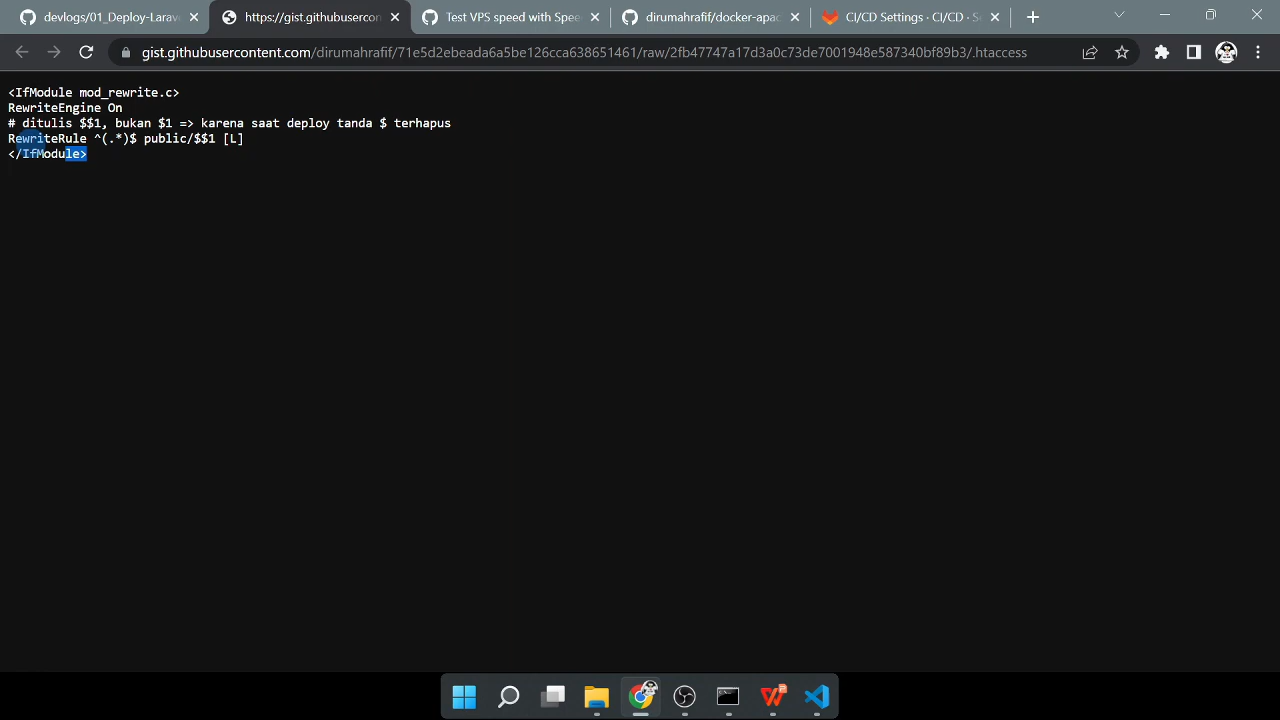 devlogs/01_Deploy-Larav
https://gist.githubusercon
Test VPS speed with Spee
dirumahrafif/docker-apac
CI/CD Settings · CI/CD · S
gist.githubusercontent.com/dirumahrafif/71e5d2ebeada6a5be126cca638651461/raw/2fb47747a17d3a0c73de7001948e587340bf89b3/.htaccess
<IfModule mod_rewrite.c>
RewriteEngine On
# ditulis $$1, bukan $1 => karena saat deploy tanda $ terhapus
RewriteRule ^(.*)$ public/$$1 [L]
</IfModule>